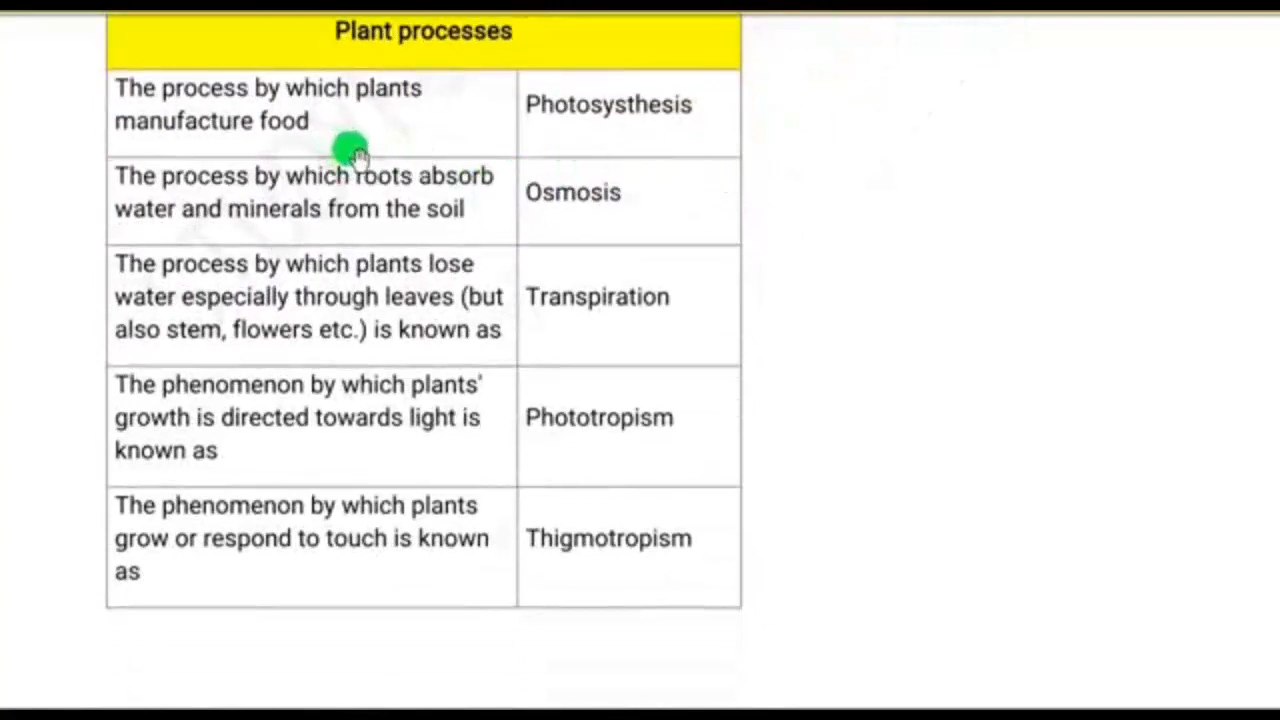 Plant processes
The process by which plants
manufacture food
Photosysthesis
The process by which roots absorb
water and minerals from the soil
Osmosis
The process by which plants lose
water especially through leaves (but
also stem, flowers etc.) is known as
Transpiration
The phenomenon by which plants'
growth is directed towards light is
known as
Phototropism
The phenomenon by which plants
grow or respond to touch is known
as
Thigmotropism